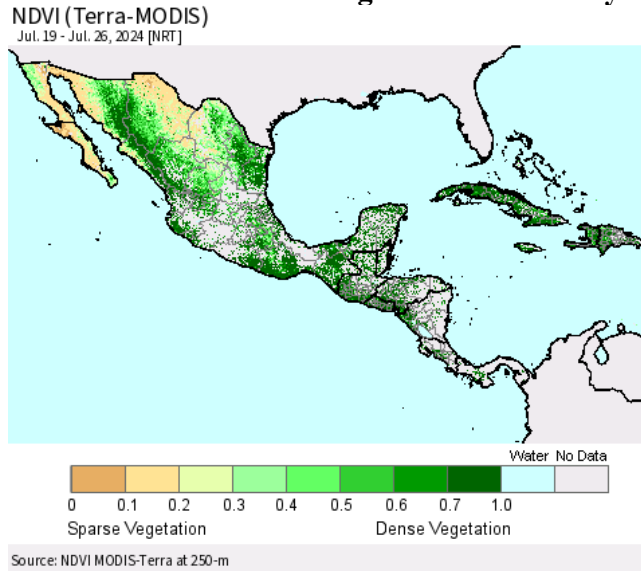 NDVI (Terra-MODIS)
Jul. 19 - Jul. 26, 2024 [NRT]
Water No Data
0 0.1 0.2 0.3 0.4 0.5 0.6 0.7 1.0
Sparse Vegetation Dense Vegetation
Source: NDVI MODIS-Terra at 250-m